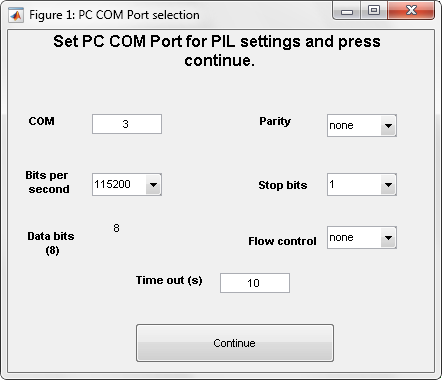 Figure 1: PC COM Port selection
Set PC COM Port for PIL settings and press
continue.
COM
3
Parity
none
Bits per
second
115200
Stop bits
1
Data bits
(8)
8
Flow control
none
Time out (s)
10
Continue